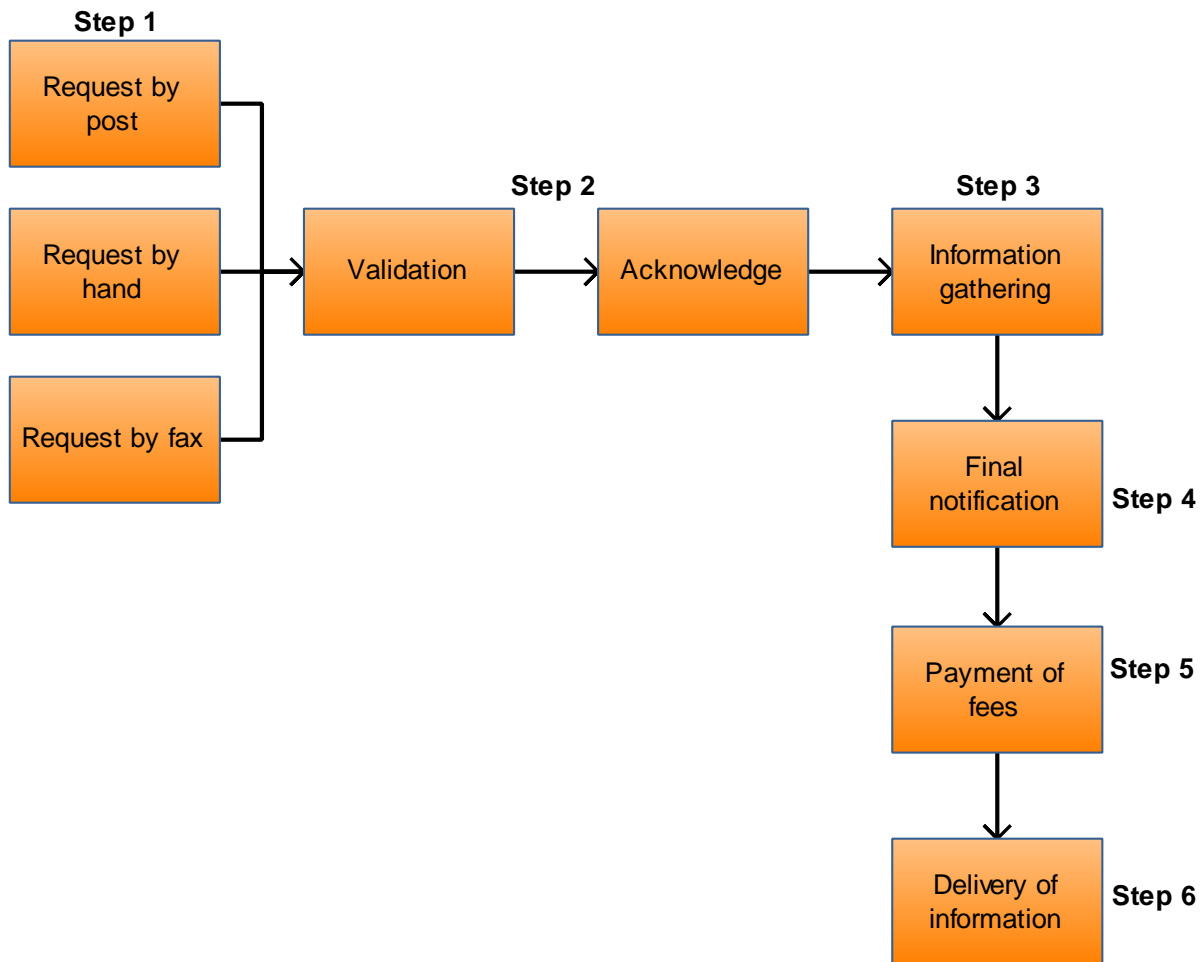 Step 1
Request by
post
Request by
hand
Request by fax
Step 2
Validation
Acknowledge
Step 3
Information
gathering
Final
notification
Step 4
Payment of
fees
Step 5
Delivery of
information
Step 6